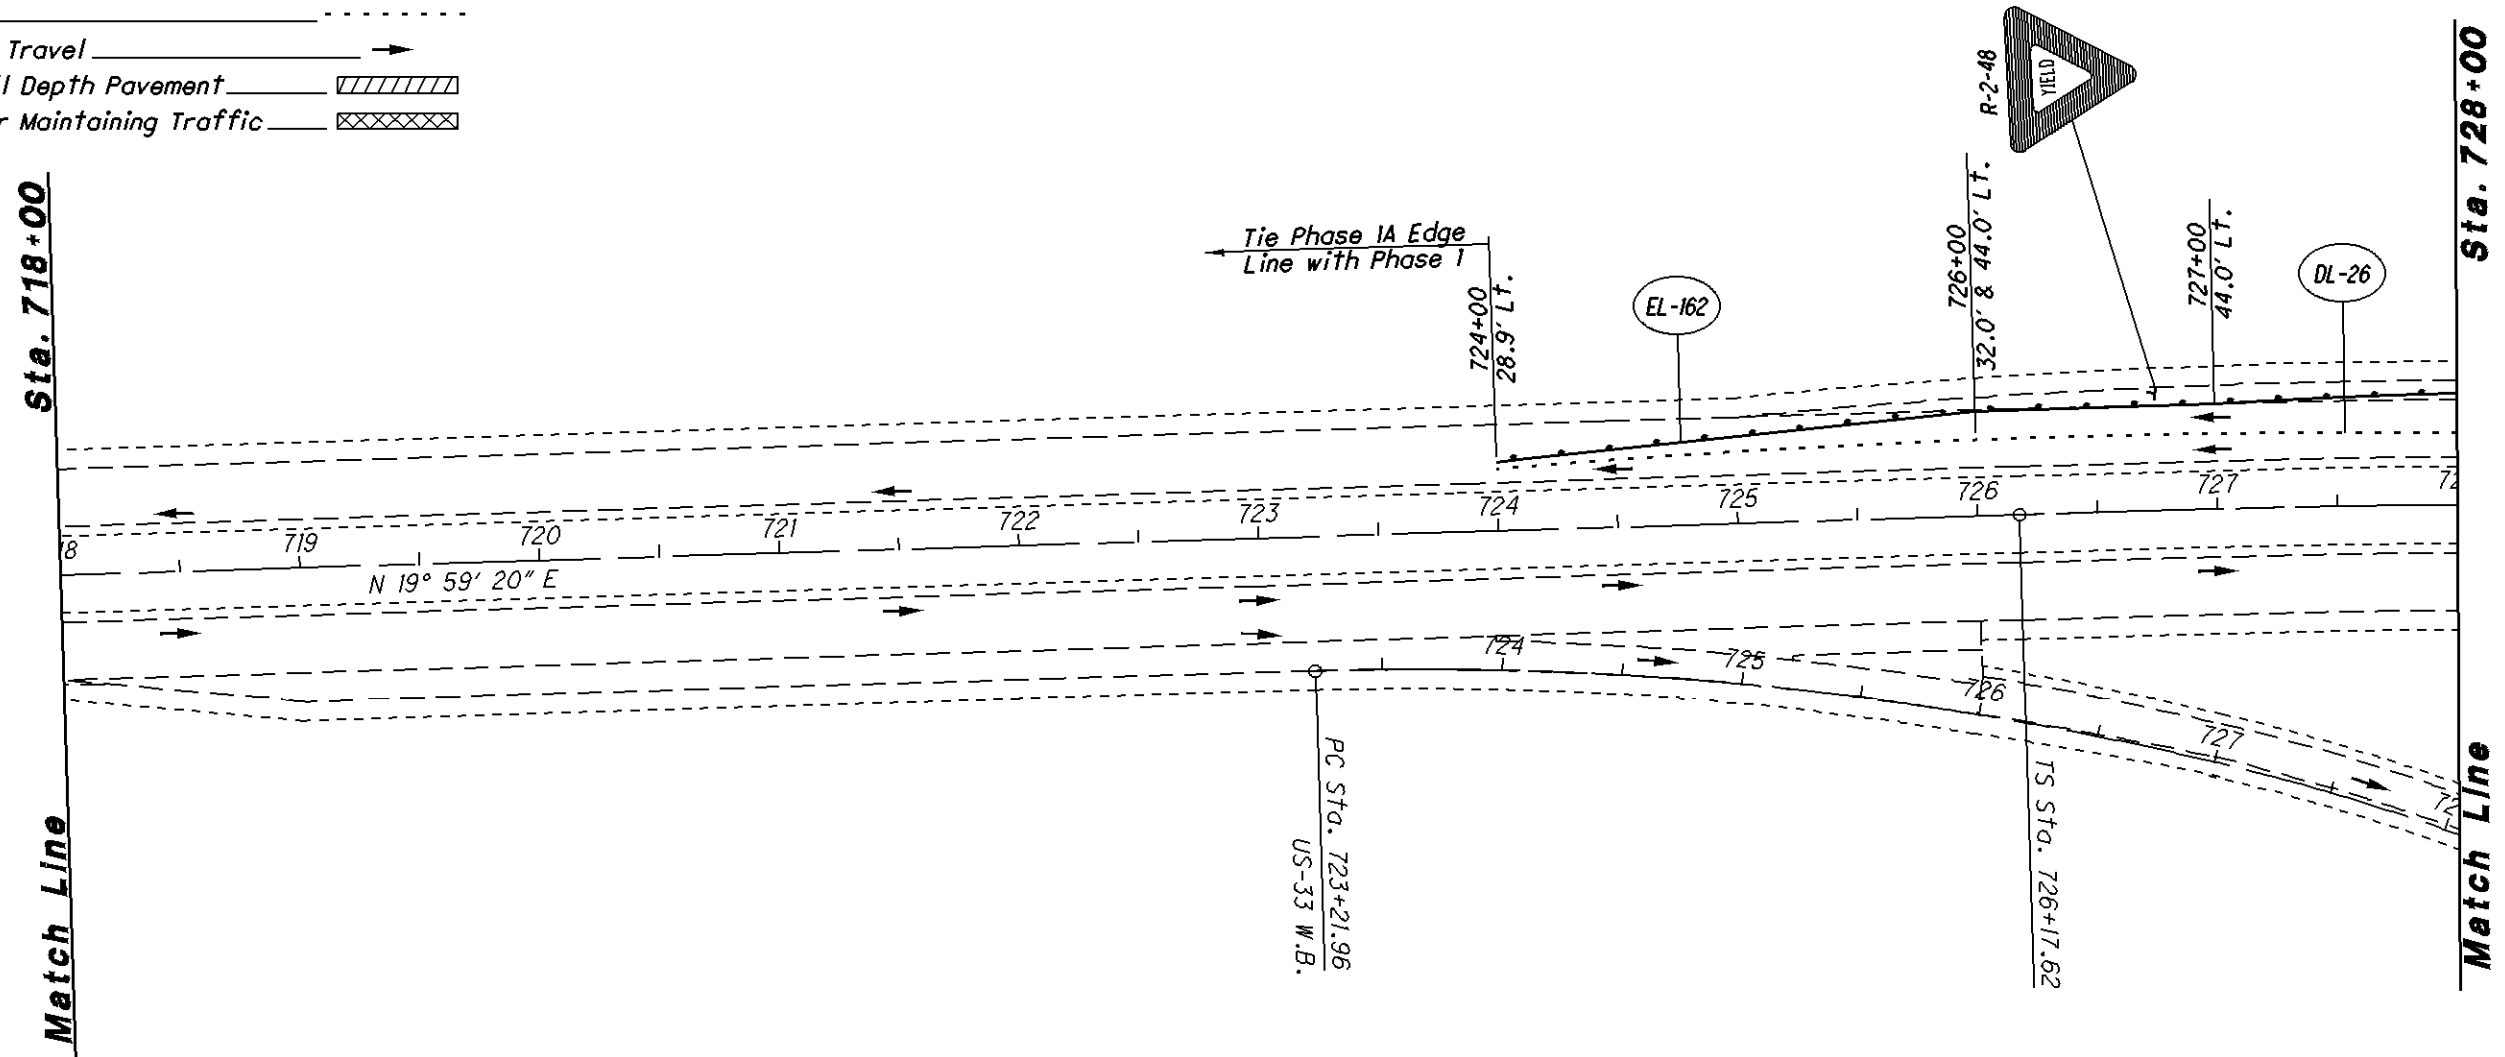 Travel
Depth Pavement
Maintaining Traffic
Sta. 718+00
Match Line
Tie Phase 1A Edge
Line with Phase 1
724+00
28.9' Lt.
EL-162
726+00
32.0' & 44.0' Lt.
R-2-48
YIELD
727+00
44.0' Lt.
DL-26
Sta. 728+00
Match Line
18
719
720
721
722
723
724
725
726
727
72
N 19° 59' 20" E
724
725
726
727
72
PC Sta. 723+21.96
US-33 W.B.
TS Sta. 726+17.62